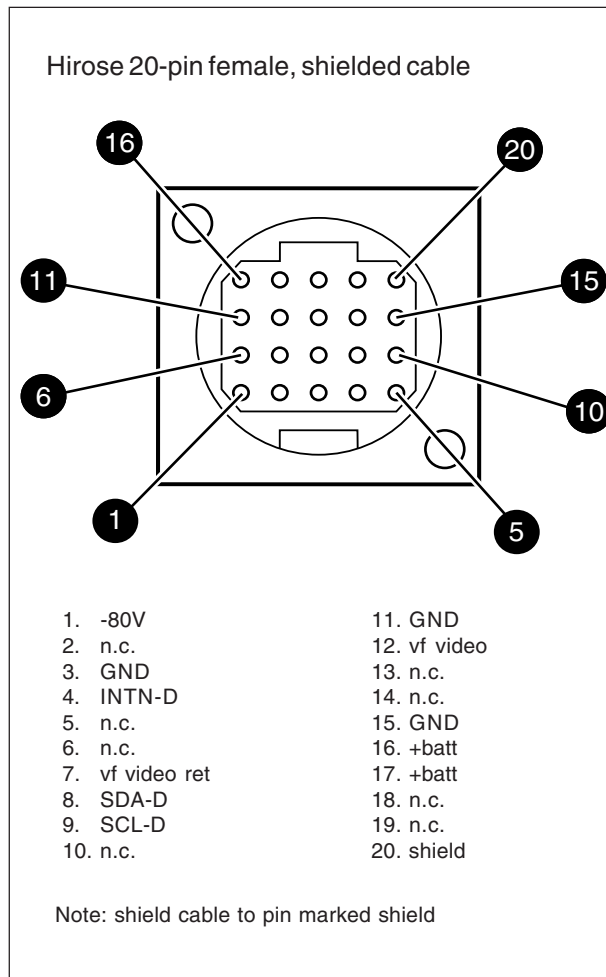 Hirose 20-pin female, shielded cable
16
20
11
15
6
10
1
5
1. -80V
2. n.c.
3. GND
4. INTN-D
5. n.c.
6. n.c.
7. vf video ret
8. SDA-D
9. SCL-D
10. n.c.
11. GND
12. vf video
13. n.c.
14. n.c.
15. GND
16. +batt
17. +batt
18. n.c.
19. n.c.
20. shield
Note: shield cable to pin marked shield